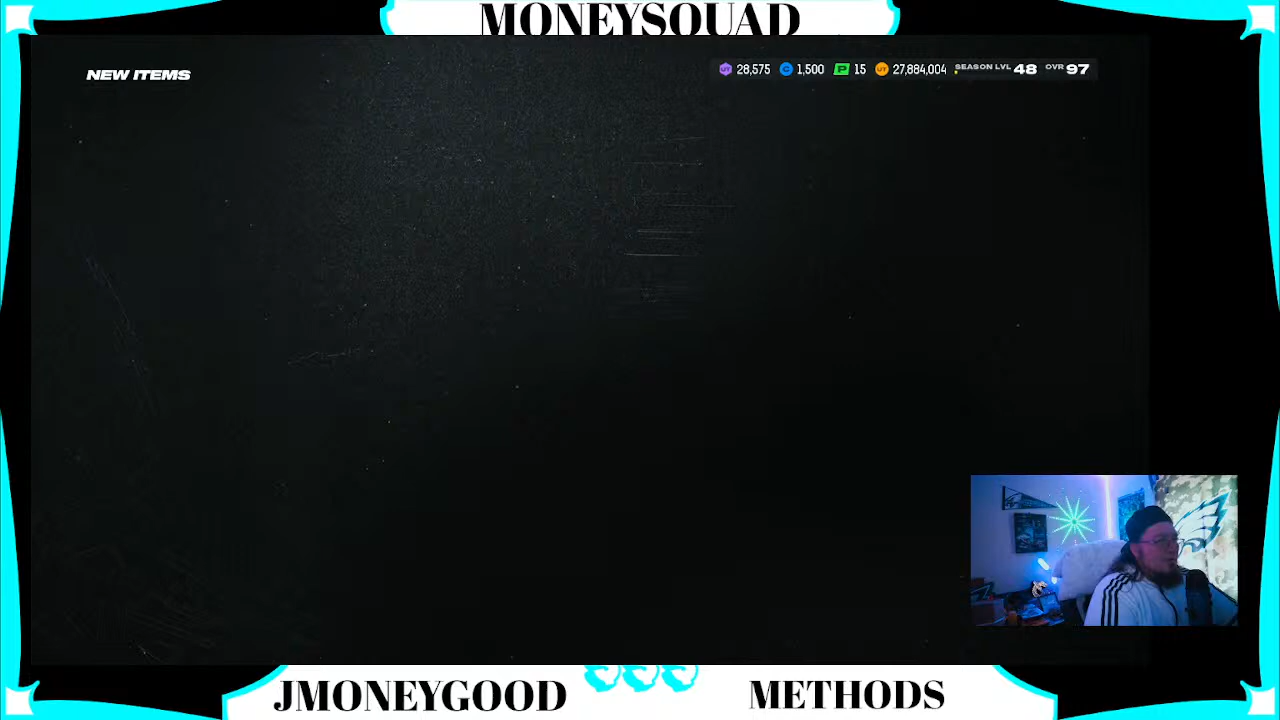 MONEYSQUAD
NEW ITEMS
28,575 1,500 15 27,884,004 SEASON LVL 48 OVR 97
JMONEYGOOD METHODS